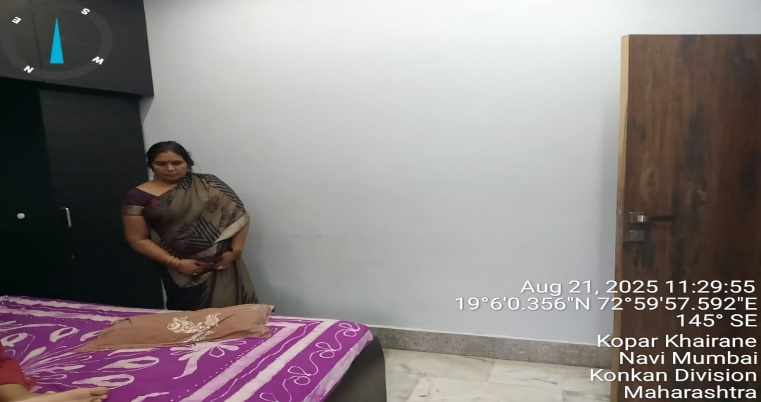 S
E
W
N
Aug 21, 2025 11:29:55
19°6'0.356"N 72°59'57.592"E
145° SE
Kopar Khairane
Navi Mumbai
Konkan Division
Maharashtra